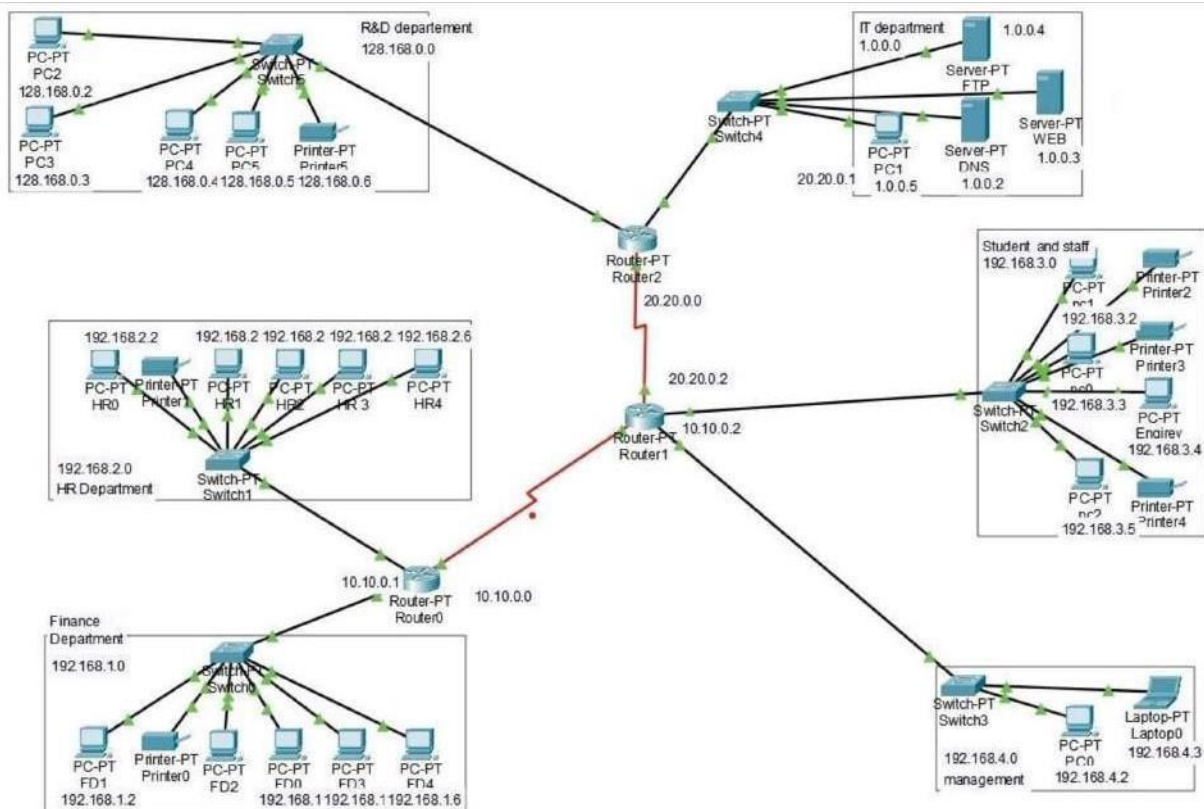 R&D departement
128.168.0.0
Switch-PT
Switch5
PC-PT
PC2
128.168.0.2
PC-PT
PC3
128.168.0.3
PC-PT
PC4
128.168.0.4
PC-PT
PC5
128.168.0.5
Printer-PT
Printer5
128.168.0.6
IT department
1.0.0.0
1.0.0.4
Server-PT
FTP
Switch-PT
Switch4
Server-PT
WEB
1.0.0.3
PC-PT
PC1
1.0.0.5
Server-PT
DNS
1.0.0.2
20.20.0.1
Router-PT
Router2
20.20.0.0
Student and staff
192.168.3.0
PC-PT
pc1
192.168.3.2
Printer-PT
Printer2
Printer-PT
Printer3
PC-PT
192.168.3.3
Switch-PT
Switch2
PC-PT
192.168.3.4
PC-PT
pc2
192.168.3.5
Printer-PT
Printer4
192.168.2.2
192.168.2
192.168.2
192.168.2.
192.168.2.6
PC-PT
HR0
Printer-PT
PC-PT
HR1
PC-PT
HR2
PC-PT
HR 3
PC-PT
HR4
192.168.2.0
HR Department
Switch-PT
Switch1
20.20.0.2
10.10.0.2
Router-PT
Router1
10.10.0.1
Router-PT
Router0
10.10.0.0
Finance
Department
192.168.1.0
Switch-PT
Switch0
PC-PT
FD1
192.168.1.2
Printer-PT
Printer0
PC-PT
FD2
PC-PT
FD0
192.168.1
PC-PT
FD3
192.168.1
PC-PT
FD4
192.168.1.6
Switch-PT
Switch3
192.168.4.0
management
PC-PT
PC0
192.168.4.2
Laptop-PT
Laptop0
192.168.4.3